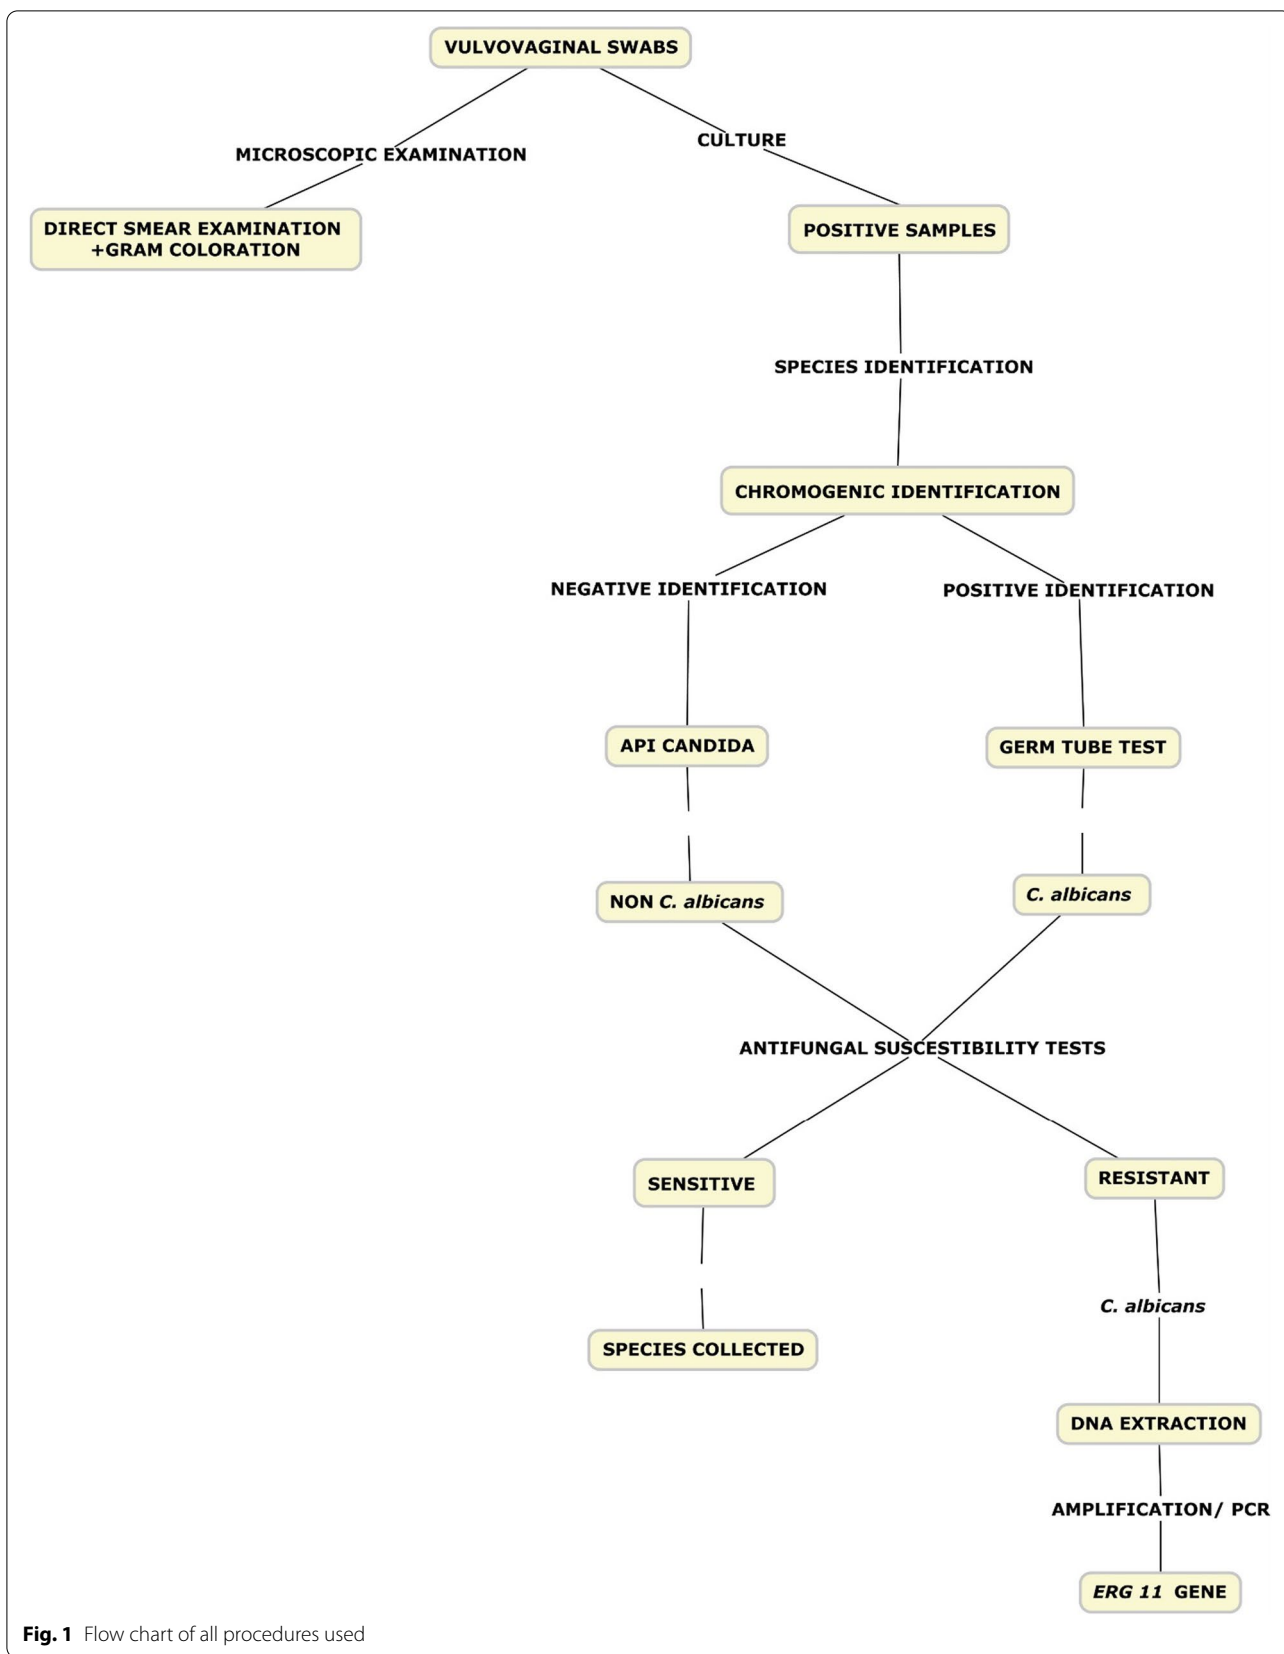 VULVOVAGINAL SWABS
MICROSCOPIC EXAMINATION
CULTURE
DIRECT SMEAR EXAMINATION
+GRAM COLORATION
POSITIVE SAMPLES
SPECIES IDENTIFICATION
CHROMOGENIC IDENTIFICATION
NEGATIVE IDENTIFICATION
POSITIVE IDENTIFICATION
API CANDIDA
GERM TUBE TEST
NON C. albicans
C. albicans
ANTIFUNGAL SUSCESTIBILITY TESTS
SENSITIVE
RESISTANT
C. albicans
SPECIES COLLECTED
DNA EXTRACTION
AMPLIFICATION/ PCR
ERG 11 GENE
Fig. 1 Flow chart of all procedures used